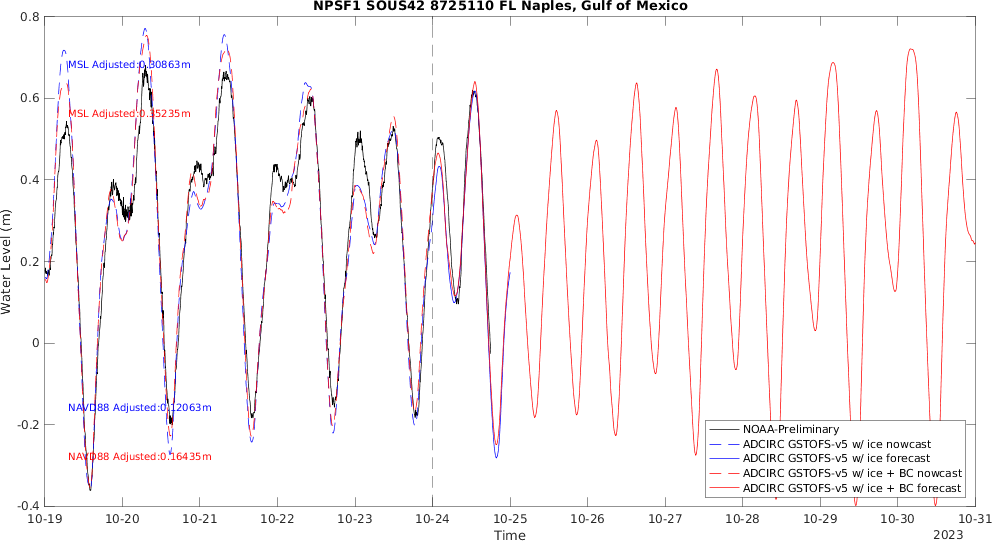 NPSF1 SOUS42 8725110 FL Naples, Gulf of Mexico
Water Level (m)
0.8
0.6
0.4
0.2
0
-0.2
-0.4
MSL Adjusted:0.30863m
MSL Adjusted:0.35235m
NAVD88 Adjusted:0.12063m
NAVD88 Adjusted:0.16435m
NOAA-Preliminary
ADCIRC GSTOFS-v5 w/ ice nowcast
ADCIRC GSTOFS-v5 w/ ice forecast
ADCIRC GSTOFS-v5 w/ ice + BC nowcast
ADCIRC GSTOFS-v5 w/ ice + BC forecast
10-19 10-20 10-21 10-22 10-23 10-24 10-25 10-26 10-27 10-28 10-29 10-30 10-31
Time
2023